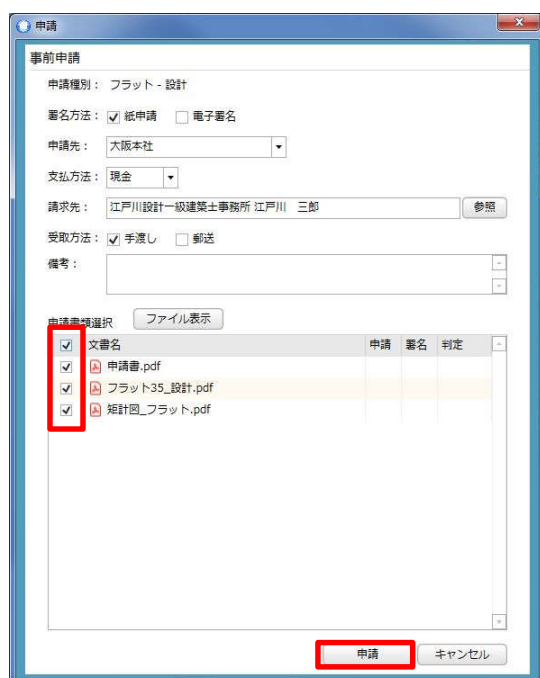 申請
事前申請
申請種別： フラット - 設計
署名方法： 紙申請 電子署名
申請先： 大阪本社
支払方法： 現金
請求先： 江戸川設計一級建築士事務所 江戸川　三郎 参照
受取方法： 手渡し 郵送
備考：
申請書類選択 ファイル表示
文書名 申請 署名 判定
申請書.pdf
フラット35_設計.pdf
矩計図_フラット.pdf
申請 キャンセル